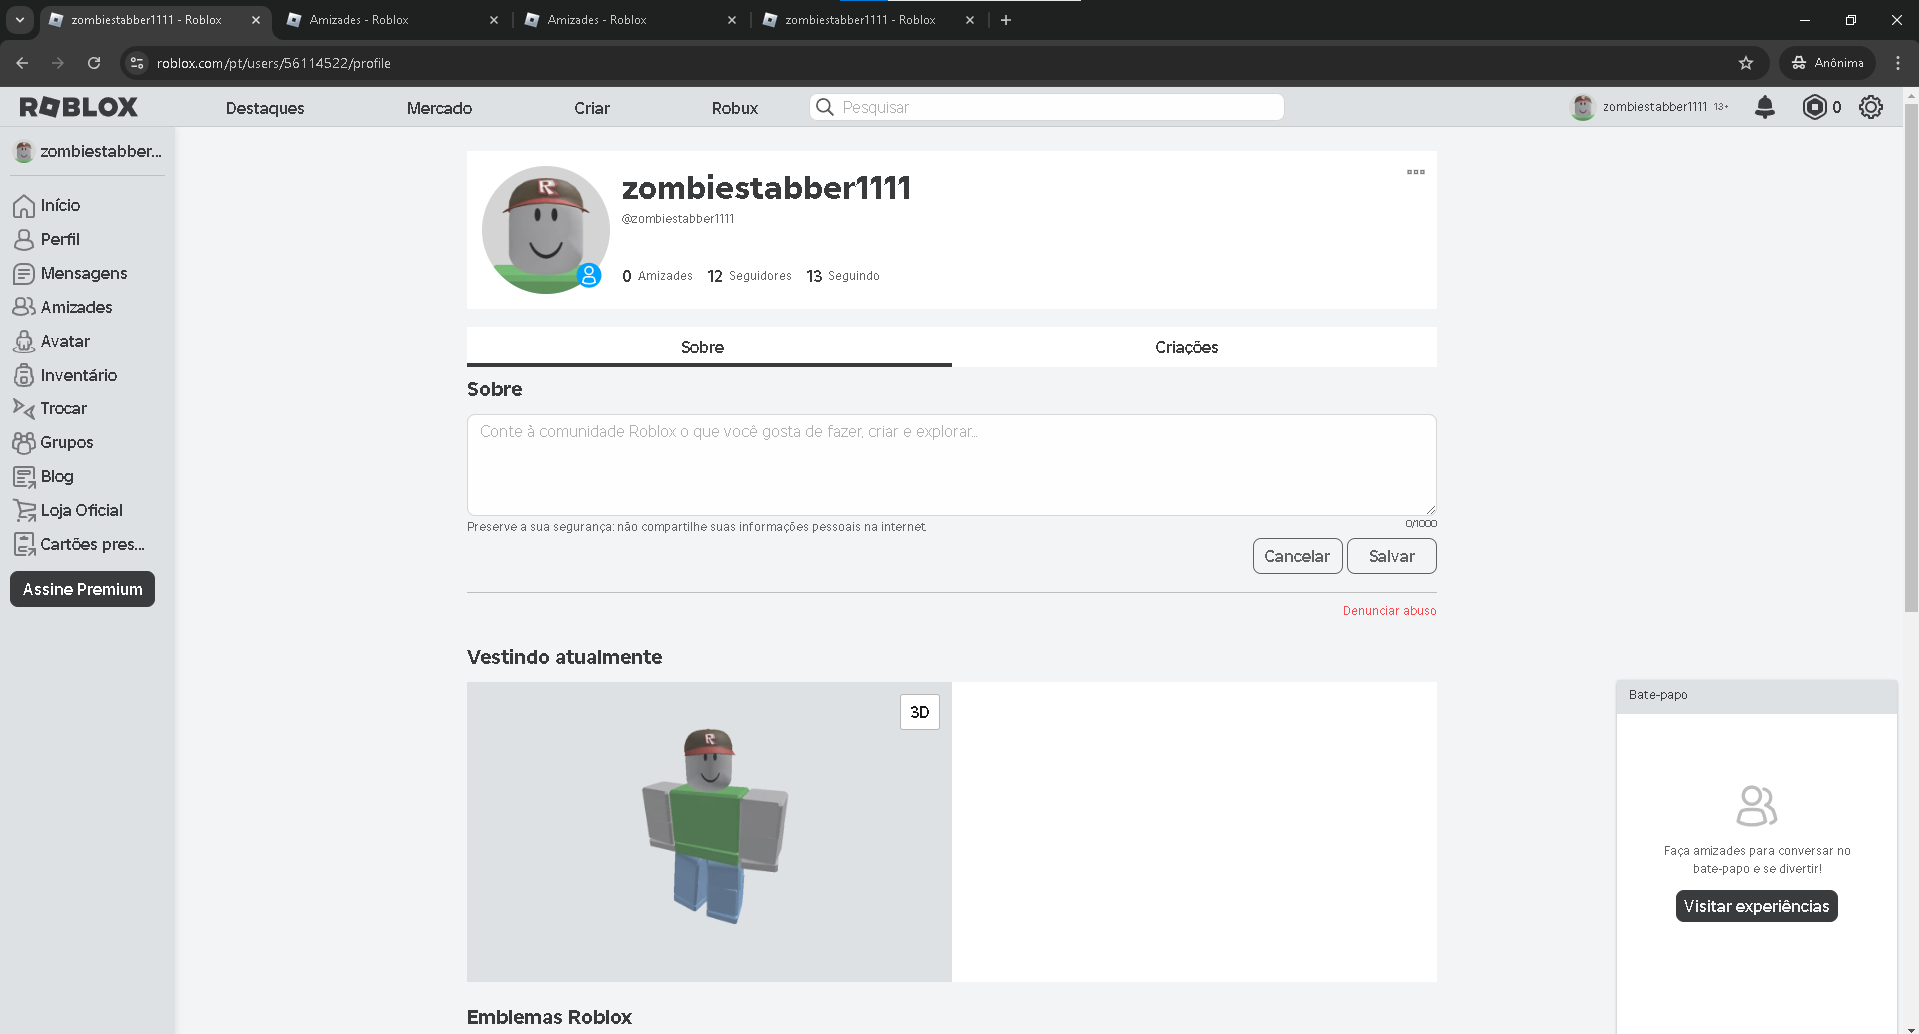 zombiestabber1111 - Roblox
Amizades - Roblox
Amizades - Roblox
zombiestabber1111 - Roblox
roblox.com/pt/users/56114522/profile
Anônima
ROBLOX
Destaques
Mercado
Criar
Robux
Pesquisar
zombiestabber1111 13+
0
zombiestabber...
Início
Perfil
Mensagens
Amizades
Avatar
Inventário
Trocar
Grupos
Blog
Loja Oficial
Cartões pres...
Assine Premium
zombiestabber1111
@zombiestabber1111
0 Amizades 12 Seguidores 13 Seguindo
Sobre
Criações
Sobre
Conte à comunidade Roblox o que você gosta de fazer, criar e explorar...
Preserve a sua segurança: não compartilhe suas informações pessoais na internet.
0/1000
Cancelar
Salvar
Denunciar abuso
Vestindo atualmente
3D
Emblemas Roblox
Bate-papo
Faça amizades para conversar no
bate-papo e se divertir!
Visitar experiências